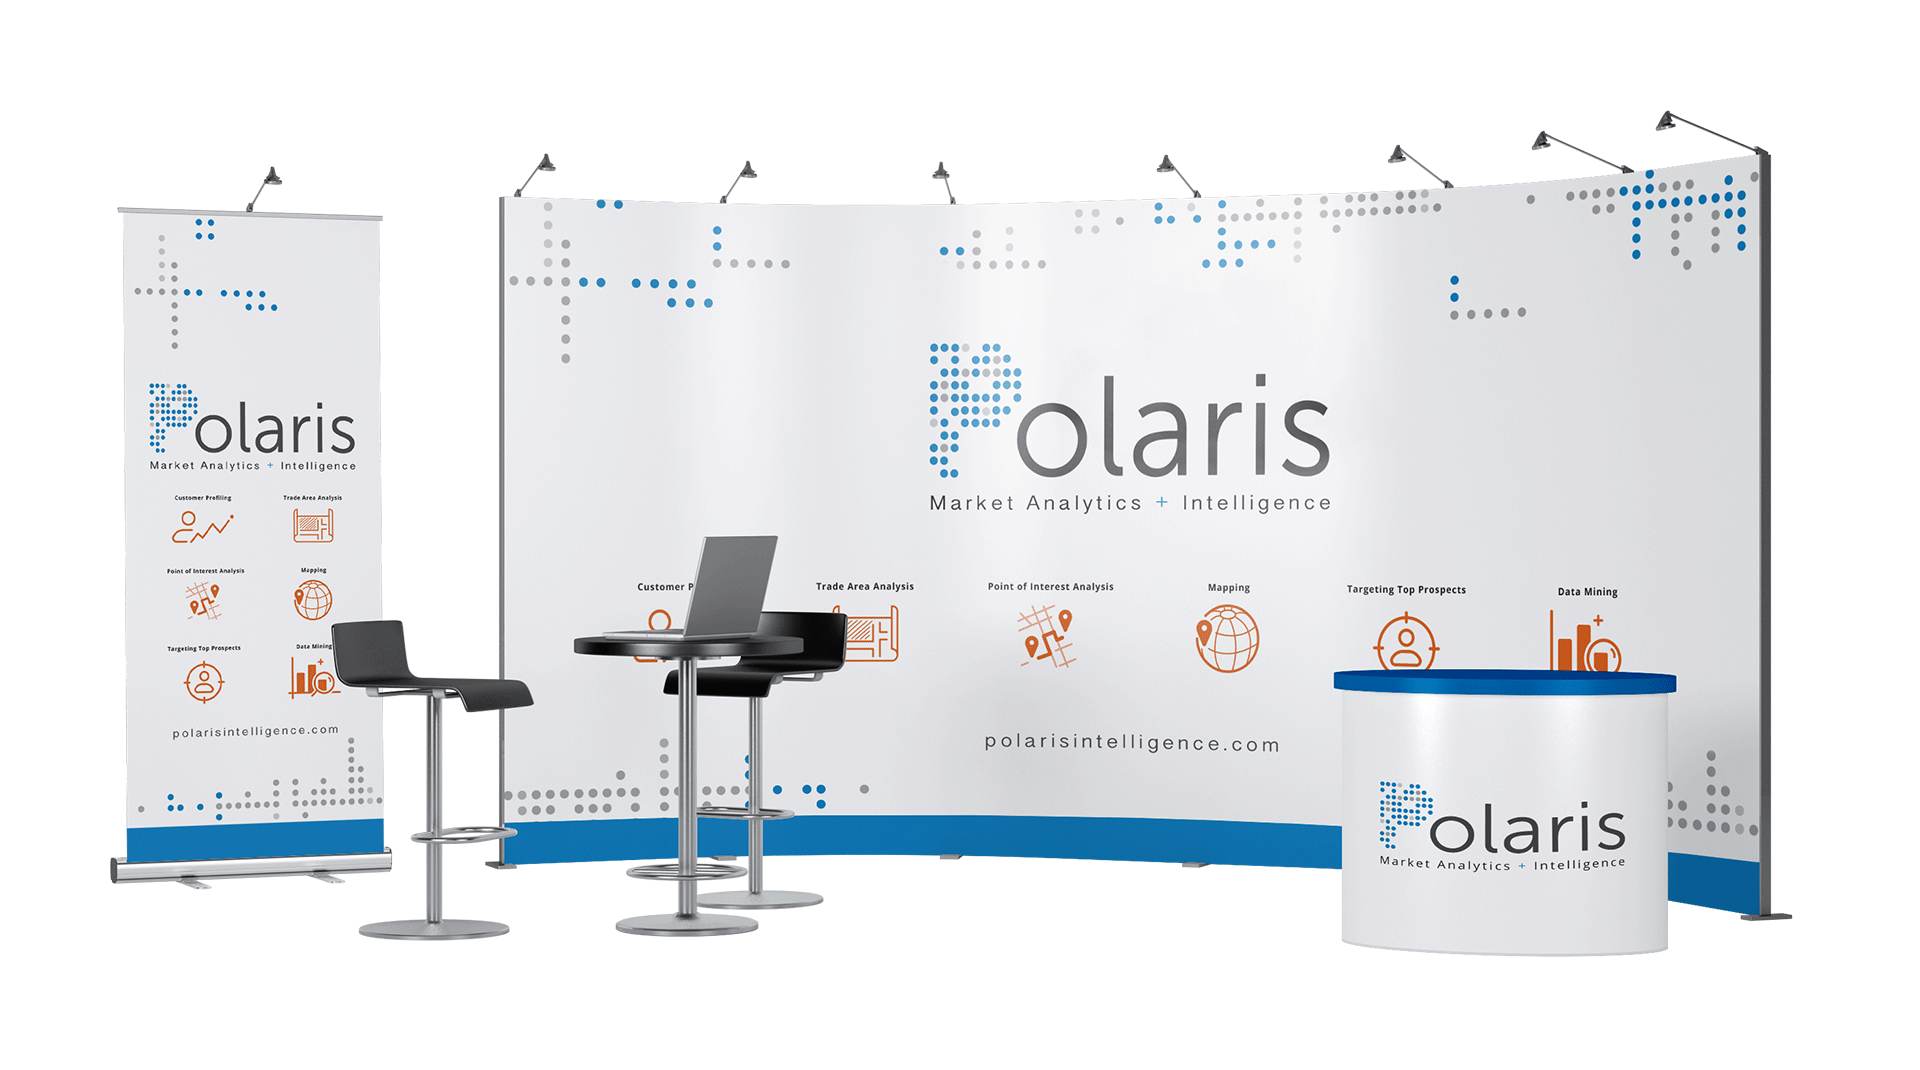 Polaris
Market Analytics + Intelligence
Customer Profiling
Trade Area Analysis
Point of Interest Analysis
Mapping
Targeting Top Prospects
Data Mining
polarisintelligence.com
Polaris
Market Analytics + Intelligence
Customer P
Trade Area Analysis
Point of Interest Analysis
Mapping
Targeting Top Prospects
Data Mining
polarisintelligence.com
Polaris
Market Analytics + Intelligence